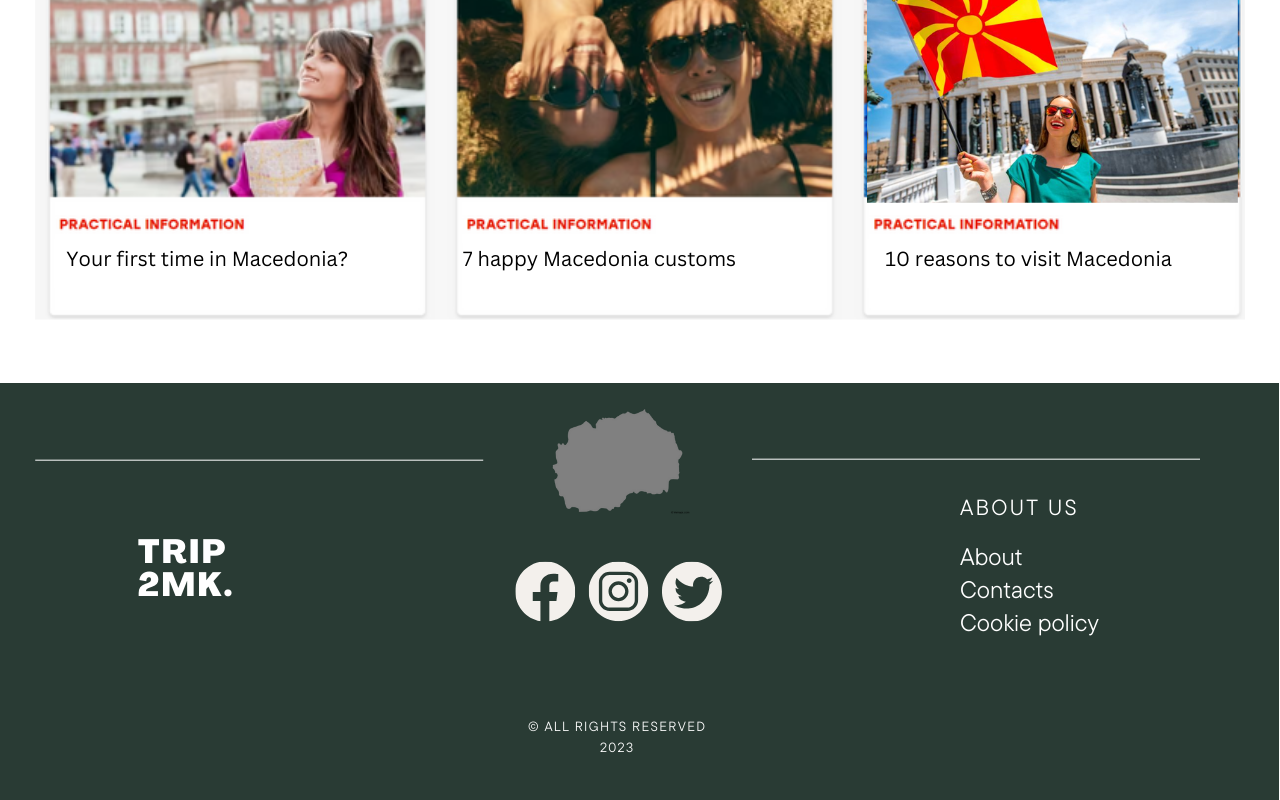 PRACTICAL INFORMATION
Your first time in Macedonia?
PRACTICAL INFORMATION
7 happy Macedonia customs
PRACTICAL INFORMATION
10 reasons to visit Macedonia
TRIP
2MK.
ABOUT US
About
Contacts
Cookie policy
© ALL RIGHTS RESERVED
2023